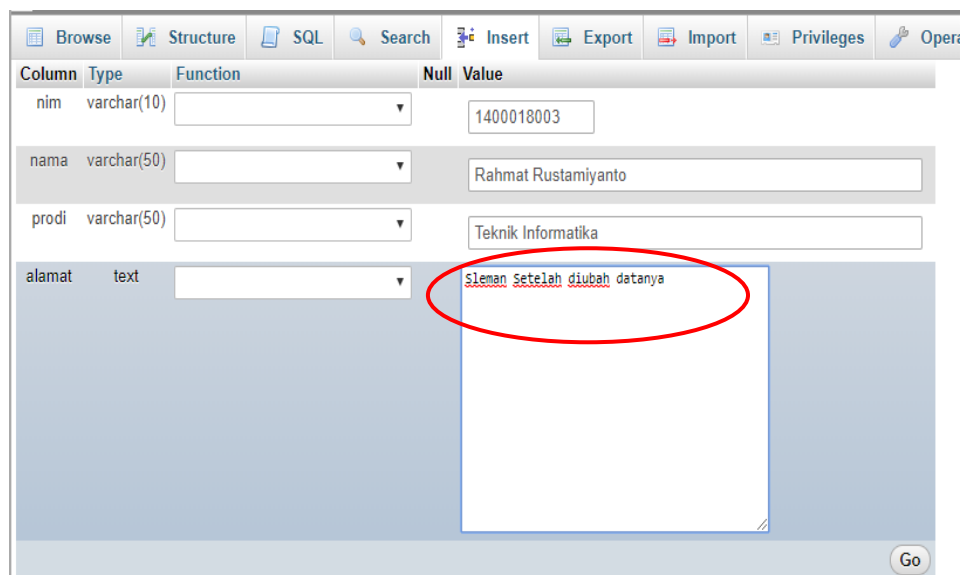 Browse Structure SQL Search Insert Export Import Privileges Opera
Column Type Function Null Value
nim varchar(10) 1400018003
nama varchar(50) Rahmat Rustamiyanto
prodi varchar(50) Teknik Informatika
alamat text Sleman Setelah diubah datanya
Go